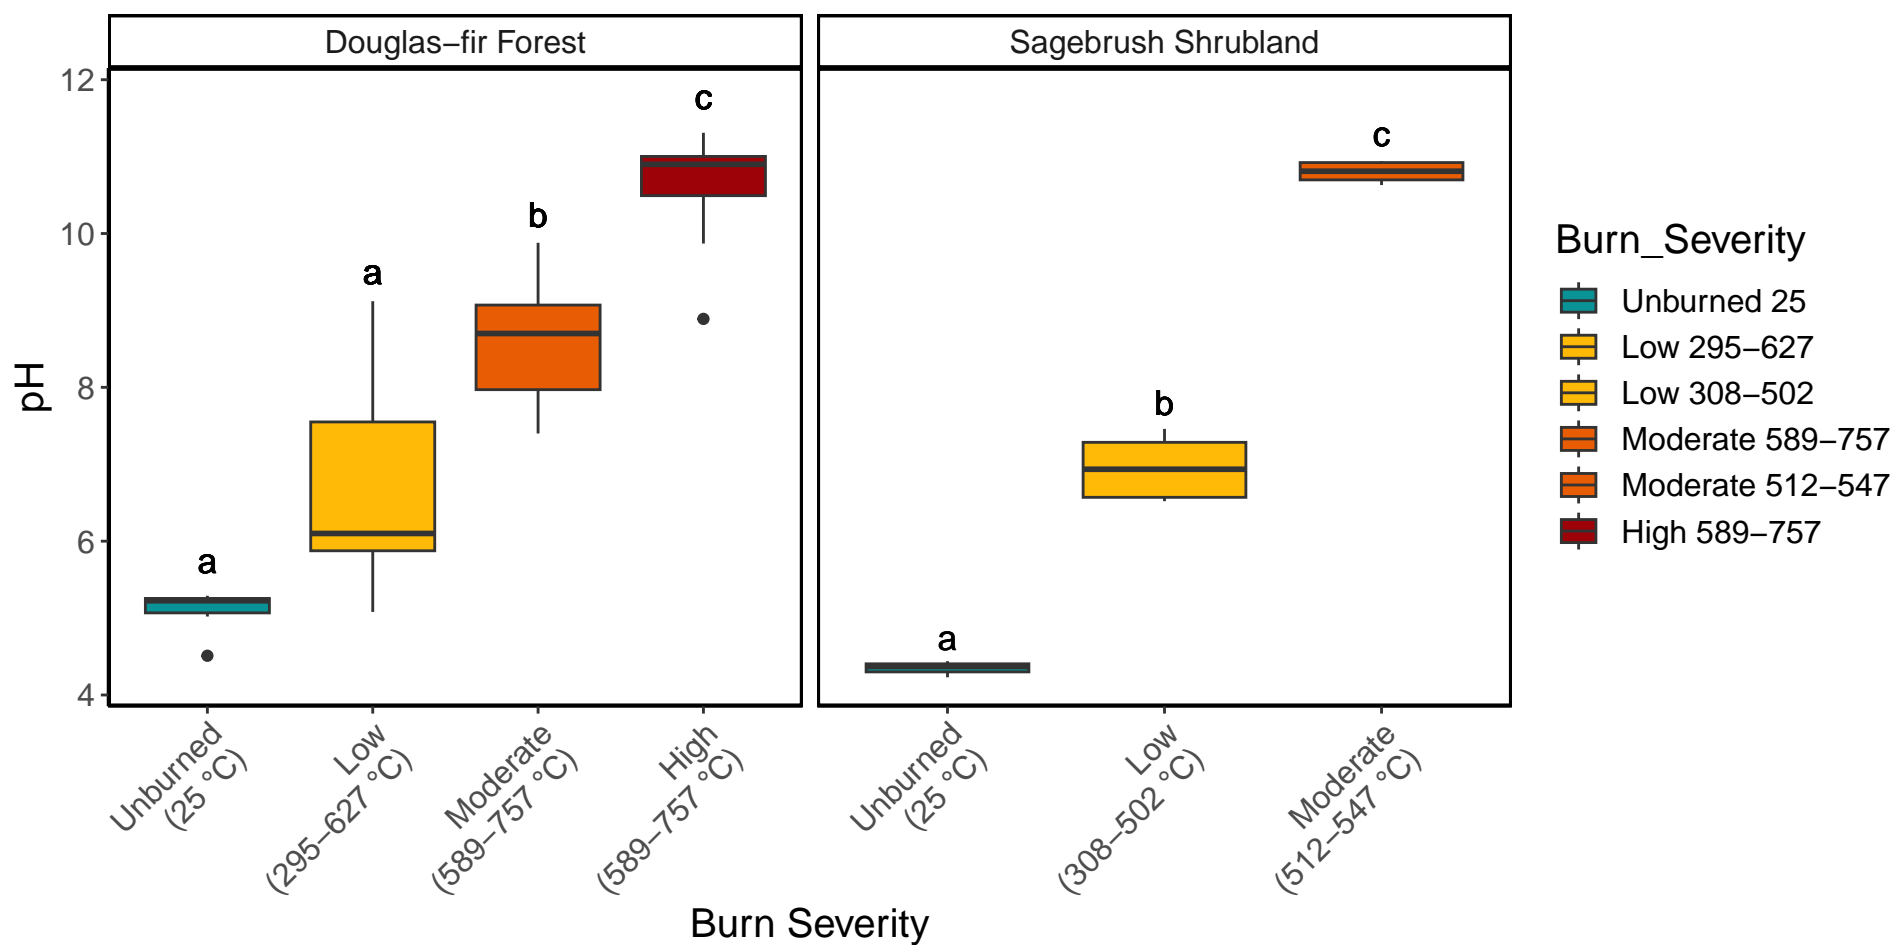 Douglas–fir Forest
Sagebrush Shrubland
12
10
8
6
4
pH
a
a
b
c
a
b
c
Unburned
(25 °C)
Low
(295–627 °C)
Moderate
(589–757 °C)
High
(589–757 °C)
Unburned
(25 °C)
Low
(308–502 °C)
Moderate
(512–547 °C)
Burn Severity
Burn_Severity
Unburned 25
Low 295–627
Low 308–502
Moderate 589–757
Moderate 512–547
High 589–757